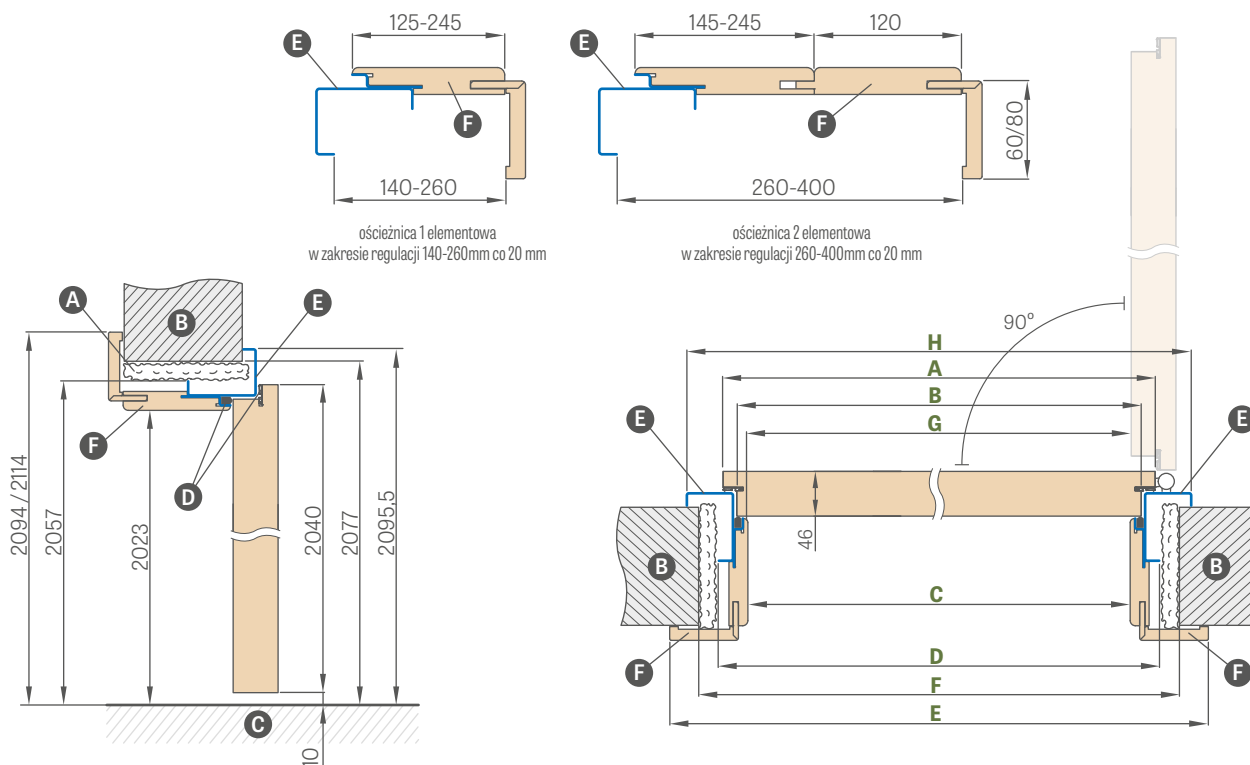 125-245
145-245
120
E
E
F
F
60/80
140-260
260-400
ościeżnica 1 elementowa
w zakresie regulacji 140-260mm co 20 mm
ościeżnica 2 elementowa
w zakresie regulacji 260-400mm co 20 mm
A
B
E
F
D
2094/2114
2057
2023
2040
2077
2095,5
C
10
90°
H
A
B
G
E
E
46
B
B
C
F
F
D
F
E